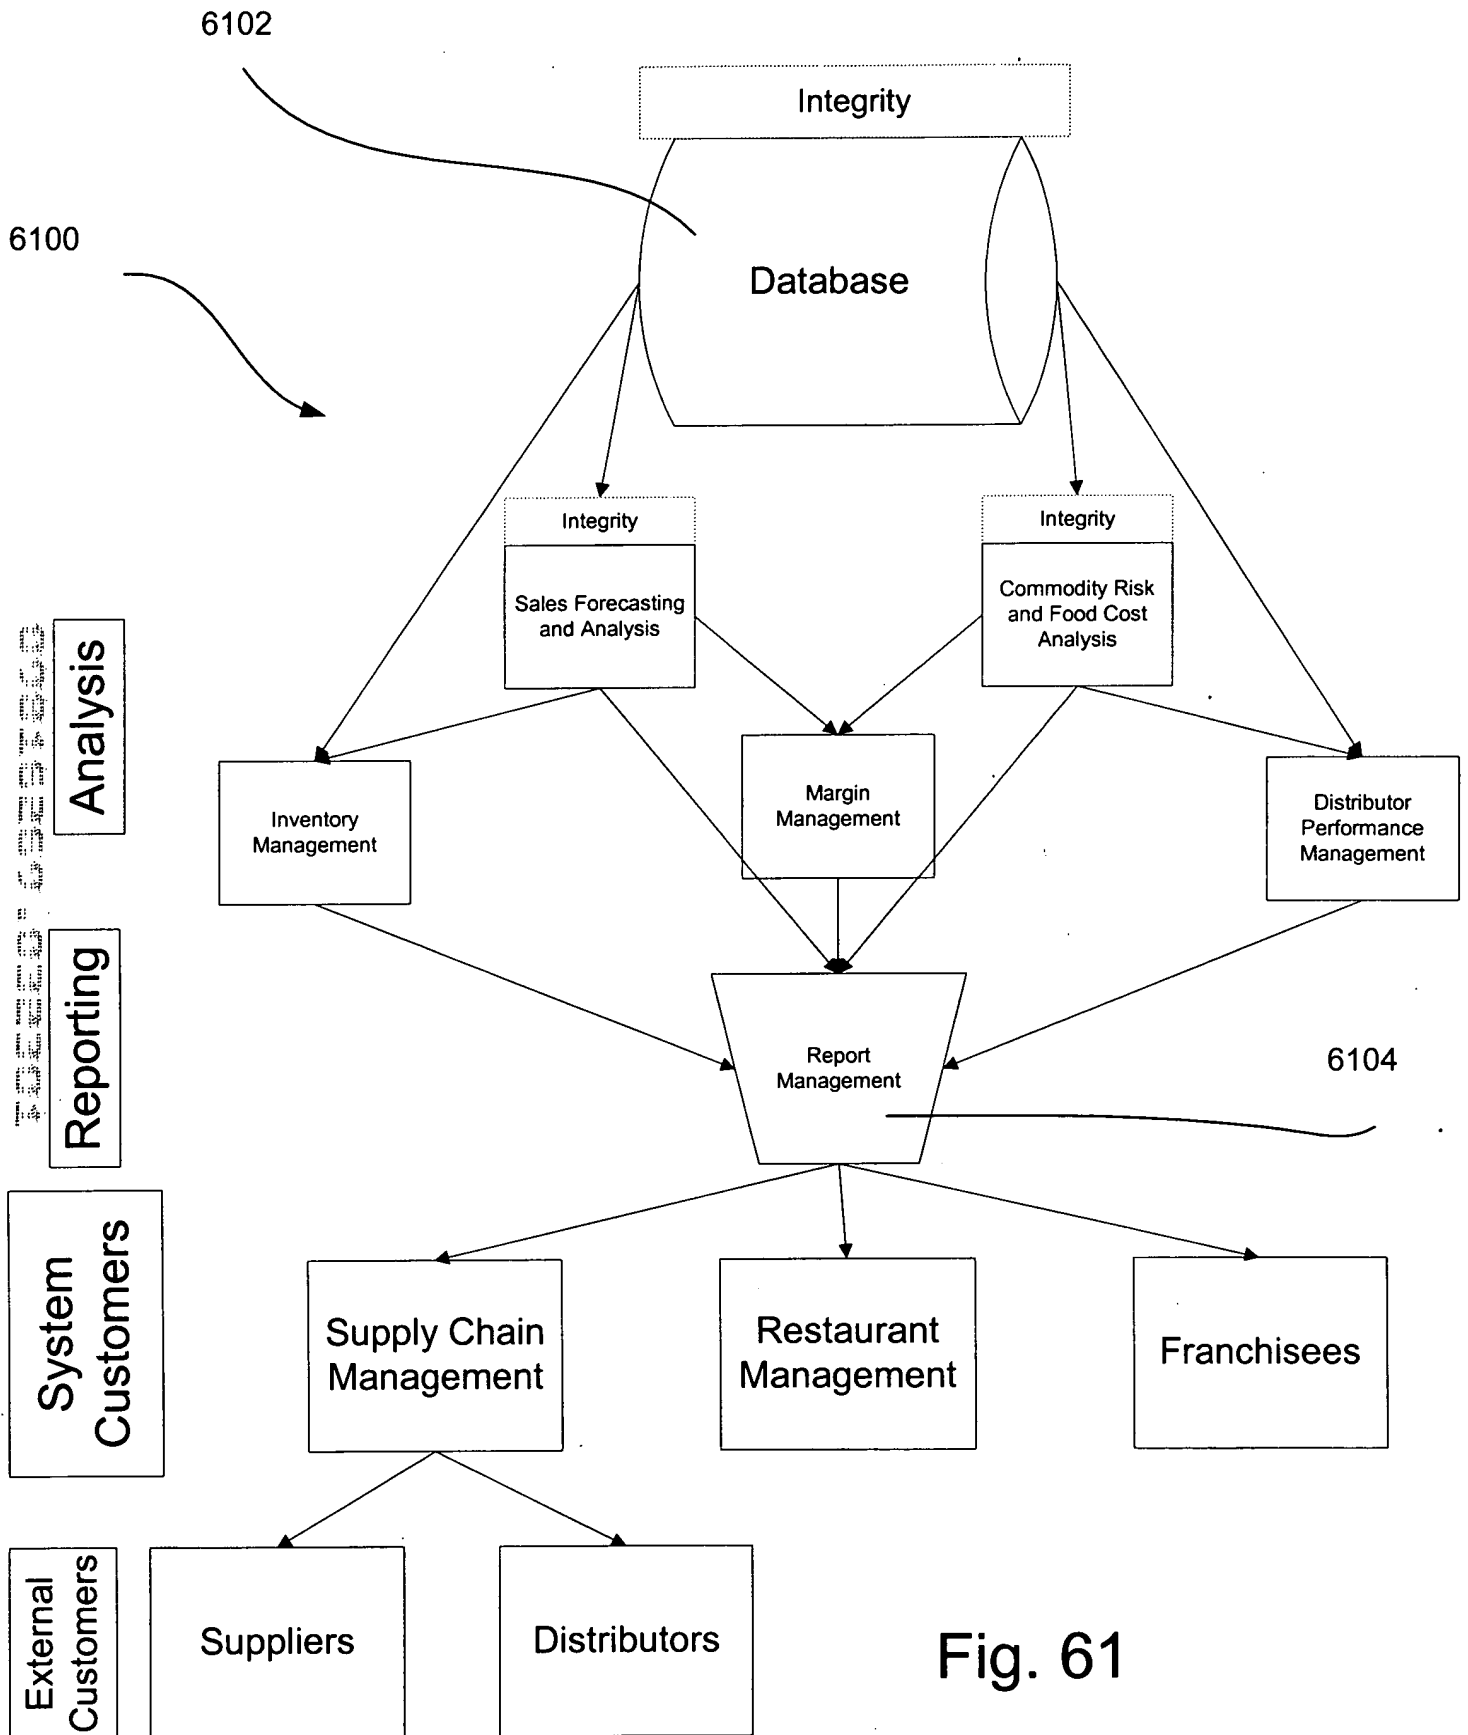 6102
Integrity
6100
Database
Integrity
Integrity
Sales Forecasting
and Analysis
Commodity Risk
and Food Cost
Analysis
Analysis
Inventory
Management
Margin
Management
Distributor
Performance
Management
Reporting
Report
Management
6104
System
Customers
Supply Chain
Management
Restaurant
Management
Franchisees
External
Customers
Suppliers
Distributors
Fig. 61